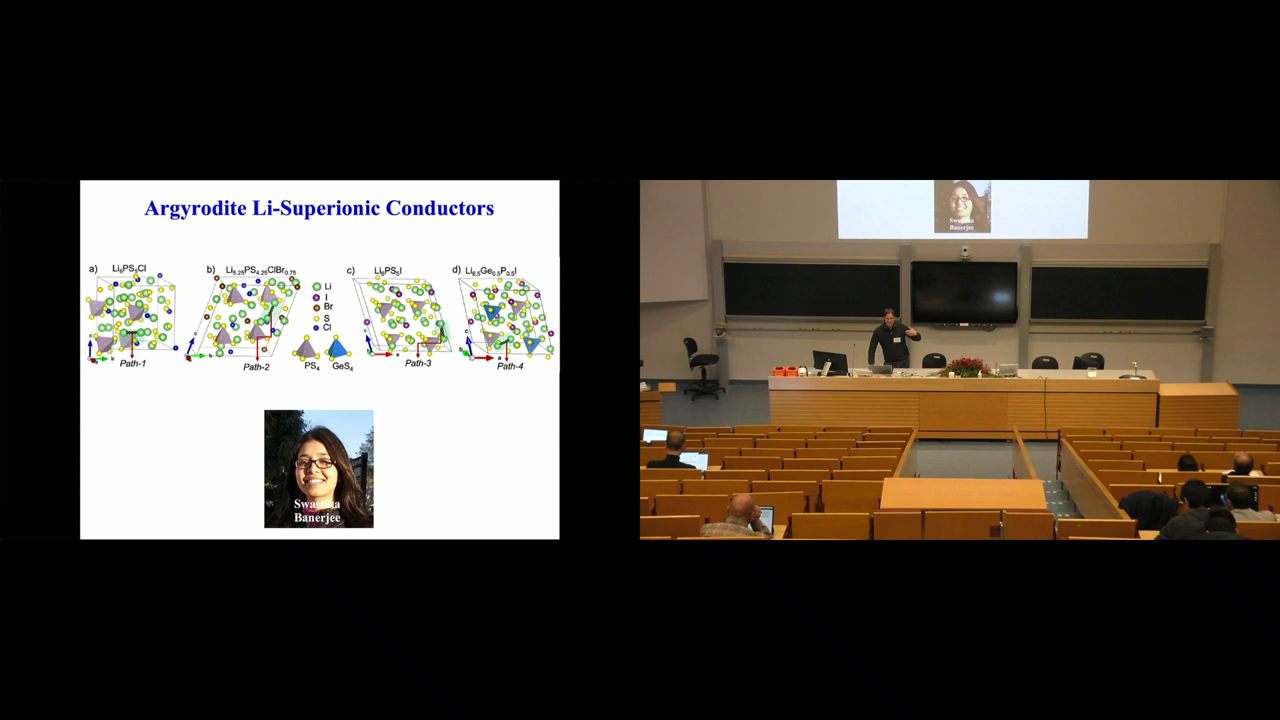 Argyrodite Li-Superionic Conductors
a) Li₆PS₅Cl
b) Li₅.₂₅PS₄.₂₅ClBr₀.₇₅
c) Li₆PS₅I
d) Li₆.₅Ge₀.₅P₀.₅I
Li
I
Br
S
Cl
PS₄ GeS₄
Path-1
Path-2
Path-3
Path-4
Banerjee
Banerjee